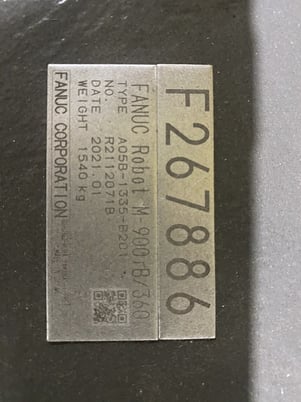 F267886
FANUC Robot M-900iB/360
TYPE A05B-1335-B201
NO. R21120718
DATE 2021.01
WEIGHT 1540 kg
FANUC CORPORATION